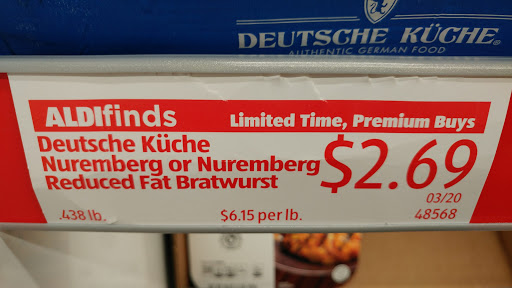 DEUTSCHE KÜCHE®
AUTHENTIC GERMAN FOOD
ALDIfinds Limited Time, Premium Buys
Deutsche Küche
Nuremberg or Nuremberg
Reduced Fat Bratwurst
$2.69
03/20
.438 lb. $6.15 per lb. 48568